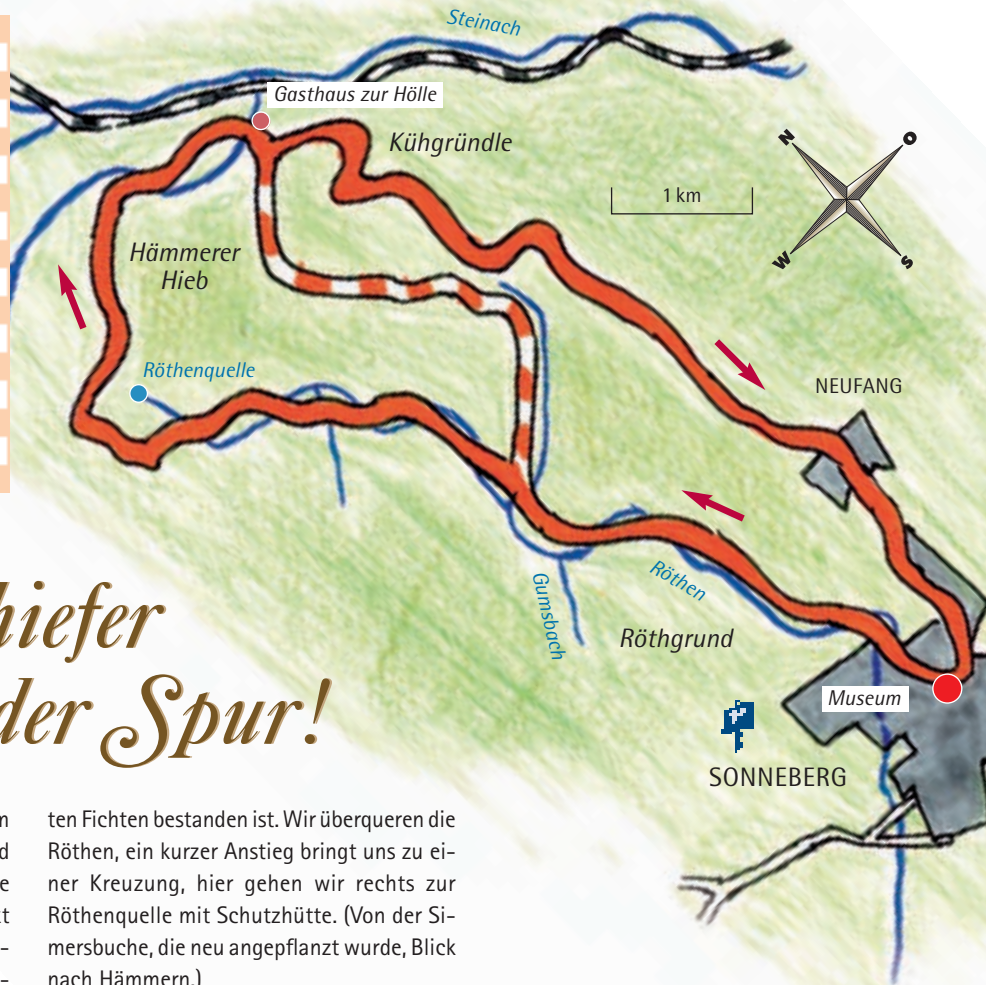 Steinach
Gasthaus zur Hölle
Kühgründle
N
O
W
S
1 km
Hämmerer
Hieb
Röthenquelle
NEUFANG
Röthen
Gumsbach
Röthgrund
Museum
SONNEBERG
hiefer
der Spur!
m
d
e
t
-
-
ten Fichten bestanden ist. Wir überqueren die
Röthen, ein kurzer Anstieg bringt uns zu ei-
ner Kreuzung, hier gehen wir rechts zur
Röthenquelle mit Schutzhütte. (Von der Si-
mersbuche, die neu angepflanzt wurde, Blick
nach Hämmern.)